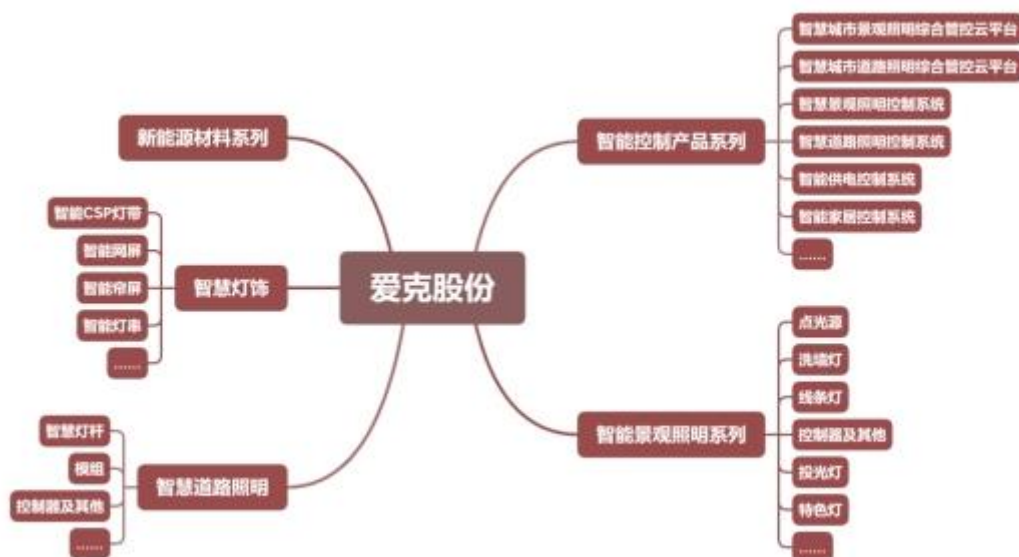 爱克股份
智能控制产品系列
智慧城市景观照明综合管控云平台
智慧城市道路照明综合管控云平台
智慧景观照明控制系统
智慧道路照明控制系统
智能供电控制系统
智能家居控制系统
......
智能景观照明系列
点光源
洗墙灯
线条灯
控制器及其他
投光灯
特色灯
......
新能源材料系列
智慧灯饰
智能CSP灯带
智能网屏
智能帘屏
智能灯串
......
智慧道路照明
智慧灯杆
模组
控制器及其他
......